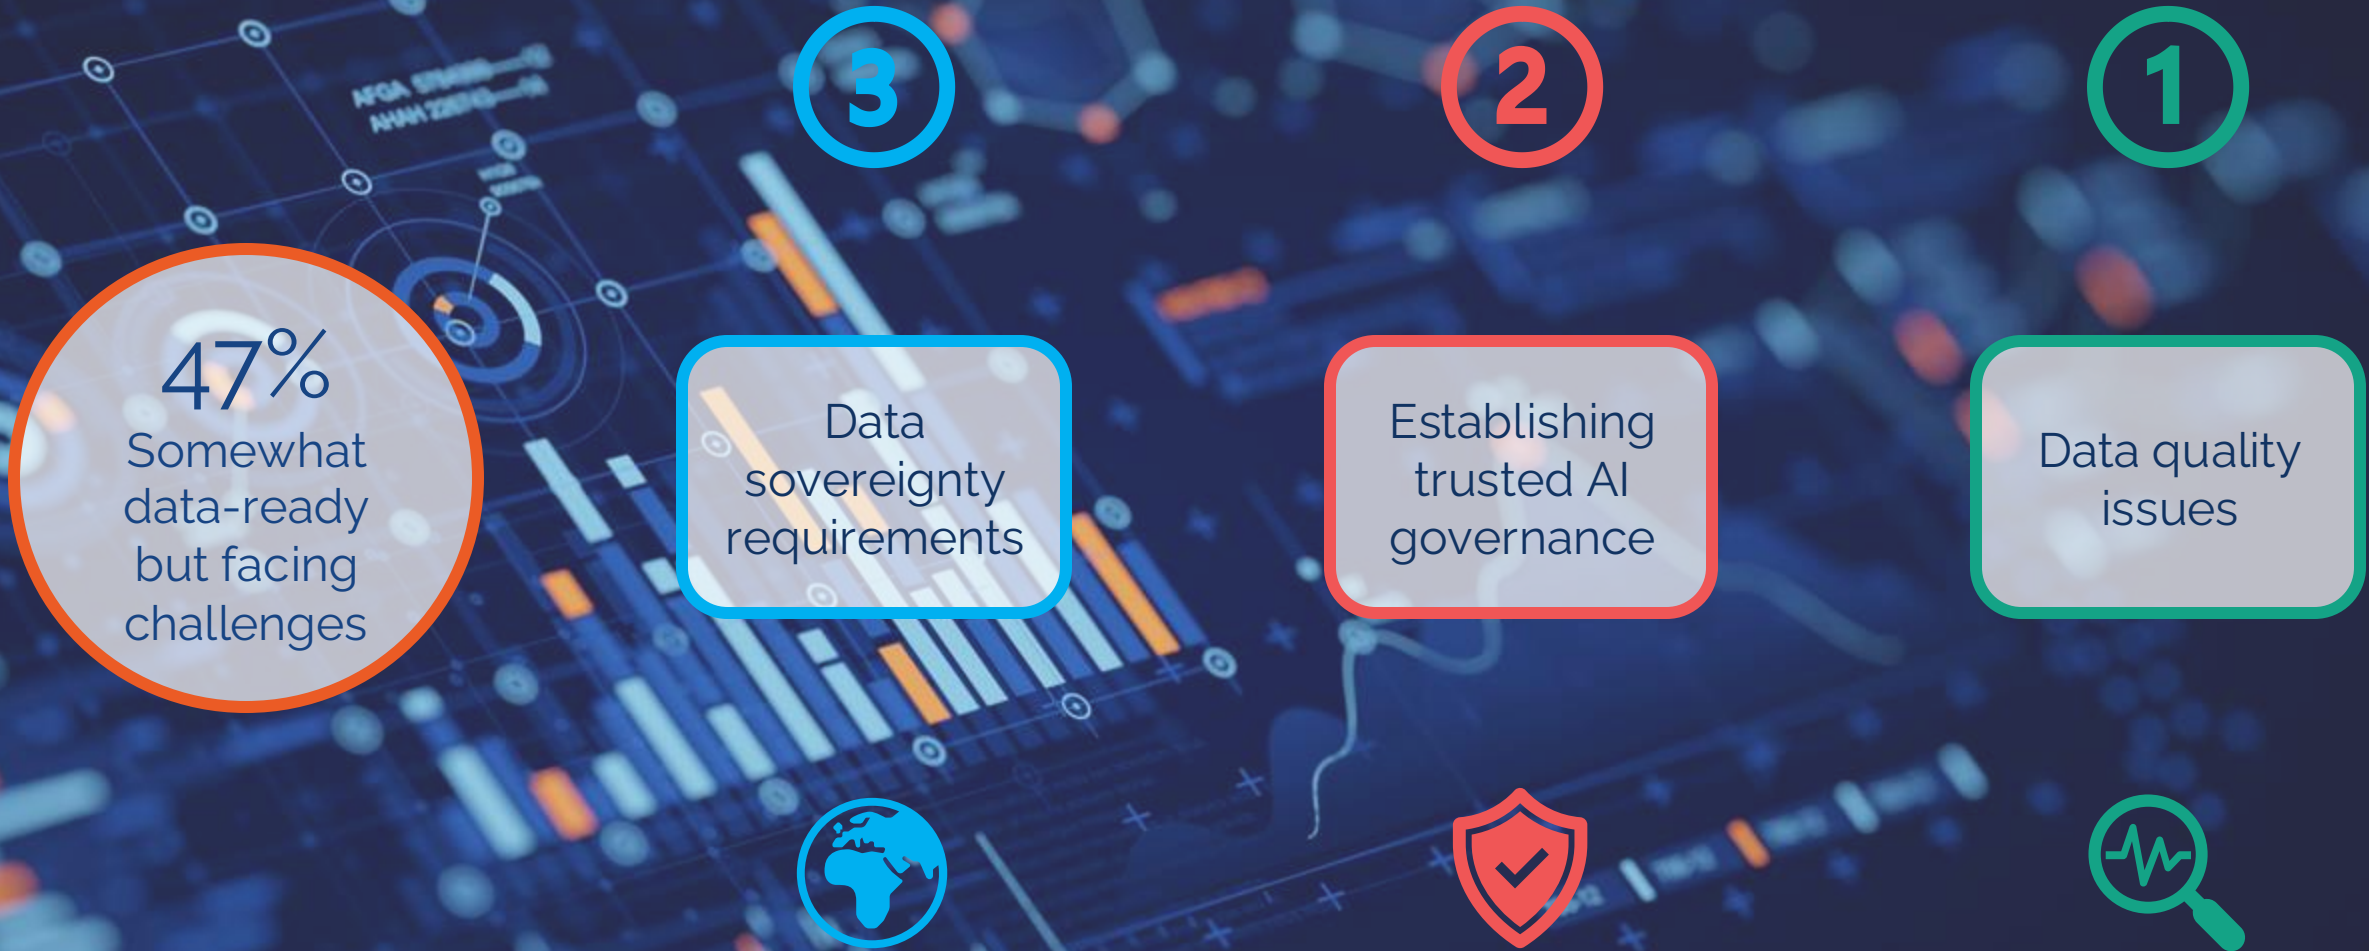 3
2
1
47%
Somewhat
data-ready
but facing
challenges
Data
sovereignty
requirements
Establishing
trusted AI
governance
Data quality
issues